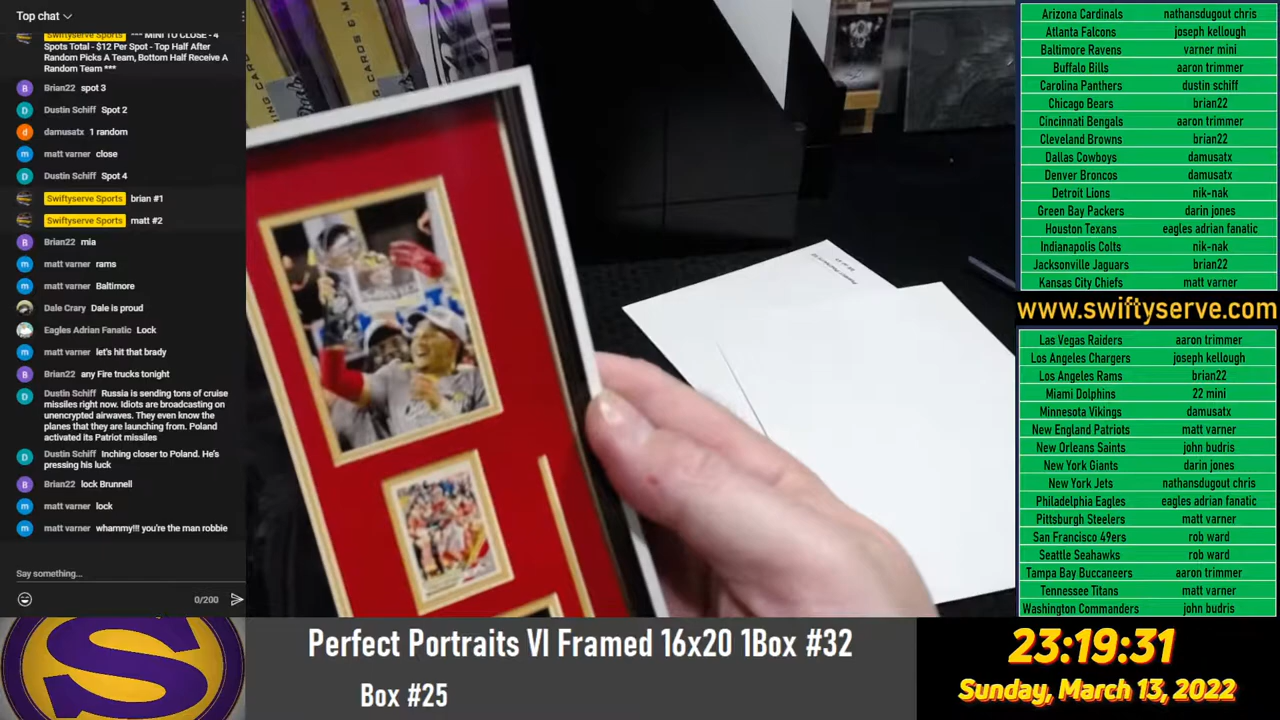 Top chat
Swiftyserve Sports *** MINI TO CLOSE - 4
Spots Total - $12 Per Spot - Top Half After
Random Picks A Team, Bottom Half Receive A
Random Team ***
B Brian22 spot 3
D Dustin Schiff Spot 2
d damusatx 1 random
m matt varner close
D Dustin Schiff Spot 4
Swiftyserve Sports brian #1
Swiftyserve Sports matt #2
B Brian22 mia
m matt varner rams
m matt varner Baltimore
Dale Crary Dale is proud
Eagles Adrian Fanatic Lock
m matt varner let's hit that brady
B Brian22 any Fire trucks tonight
D Dustin Schiff Russia is sending tons of cruise
missiles right now. Idiots are broadcasting on
unencrypted airwaves. They even know the
planes that they are launching from. Poland
activated its Patriot missiles
D Dustin Schiff Inching closer to Poland. He's
pressing his luck
B Brian22 lock Brunnell
m matt varner lock
m matt varner whammy!!! you're the man robbie
Say something...
0/200
S
Arizona Cardinals nathansdugout chris
Atlanta Falcons joseph kellough
Baltimore Ravens varner mini
Buffalo Bills aaron trimmer
Carolina Panthers dustin schiff
Chicago Bears brian22
Cincinnati Bengals aaron trimmer
Cleveland Browns brian22
Dallas Cowboys damusatx
Denver Broncos damusatx
Detroit Lions nik-nak
Green Bay Packers darin jones
Houston Texans eagles adrian fanatic
Indianapolis Colts nik-nak
Jacksonville Jaguars brian22
Kansas City Chiefs matt varner
www.swiftyserve.com
Las Vegas Raiders aaron trimmer
Los Angeles Chargers joseph kellough
Los Angeles Rams brian22
Miami Dolphins 22 mini
Minnesota Vikings damusatx
New England Patriots matt varner
New Orleans Saints john budris
New York Giants darin jones
New York Jets nathansdugout chris
Philadelphia Eagles eagles adrian fanatic
Pittsburgh Steelers matt varner
San Francisco 49ers rob ward
Seattle Seahawks rob ward
Tampa Bay Buccaneers aaron trimmer
Tennessee Titans matt varner
Washington Commanders john budris
Perfect Portraits VI Framed 16x20 1Box #32
Box #25
23:19:31
Sunday, March 13, 2022